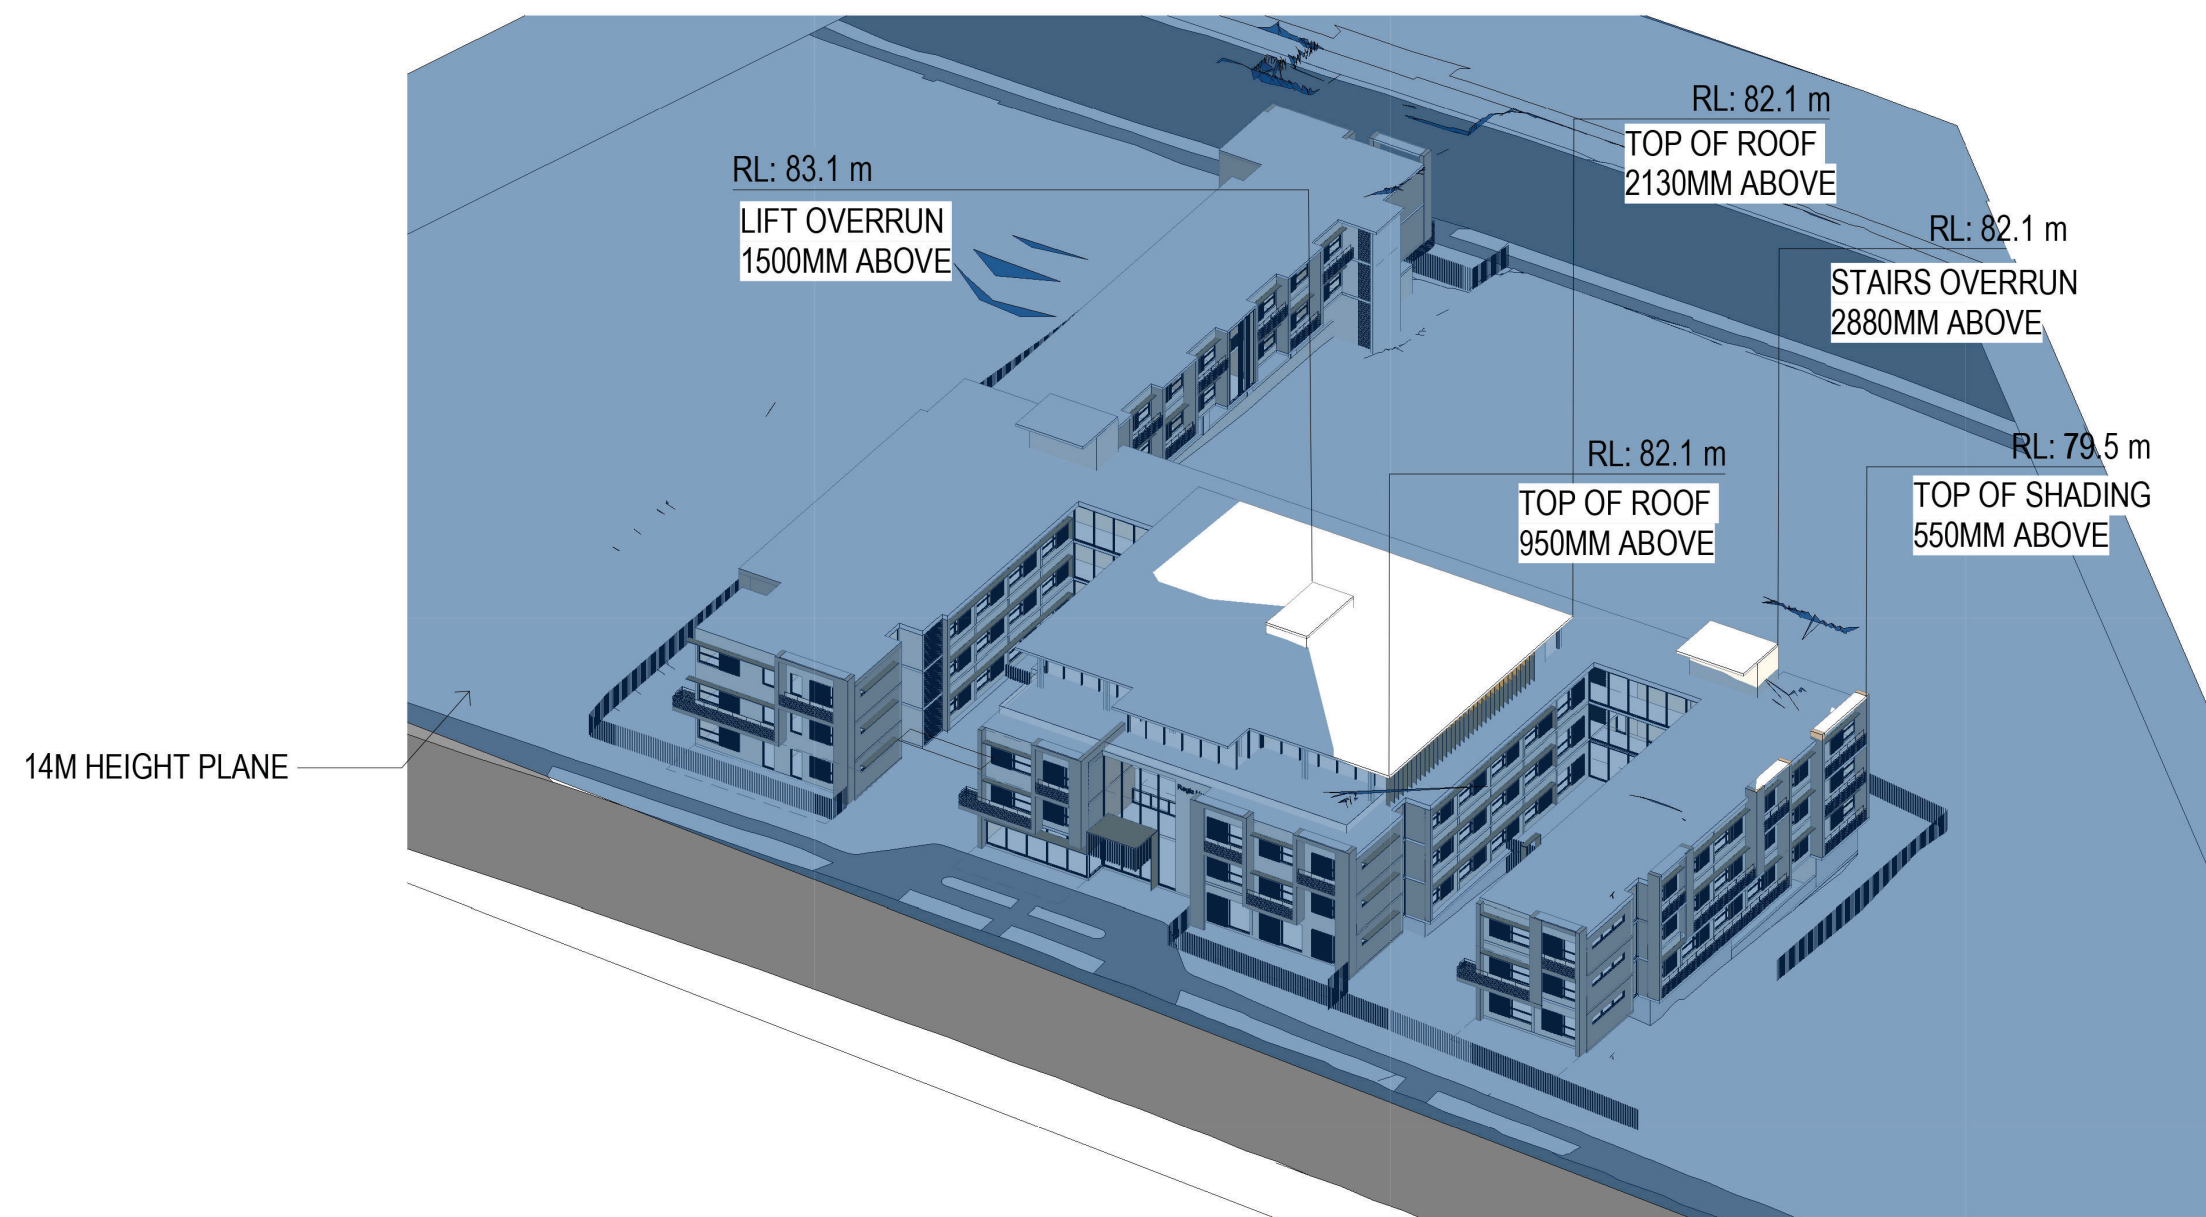 RL: 82.1 m
TOP OF ROOF
2130MM ABOVE
RL: 83.1 m
LIFT OVERRUN
1500MM ABOVE
RL: 82.1 m
STAIRS OVERRUN
2880MM ABOVE
RL: 82.1 m
TOP OF ROOF
950MM ABOVE
RL: 79.5 m
TOP OF SHADING
550MM ABOVE
14M HEIGHT PLANE
Regis